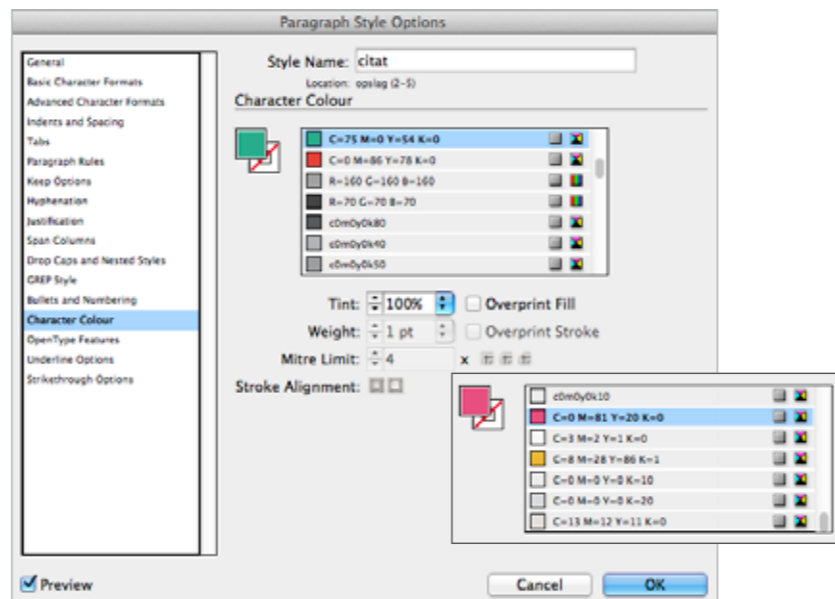 Paragraph Style Options
General
Basic Character Formats
Advanced Character Formats
Indents and Spacing
Tabs
Paragraph Rules
Keep Options
Hyphenation
Justification
Span Columns
Drop Caps and Nested Styles
GREP Style
Bullets and Numbering
Character Colour
OpenType Features
Underline Options
Strikethrough Options
Style Name: citat
Location: opslag (2-5)
Character Colour
C=75 M=0 Y=54 K=0
C=0 M=86 Y=78 K=0
R=160 G=160 B=160
R=70 G=70 B=70
c0m0y0k80
c0m0y0k40
c0m0y0k50
Tint: 100% Overprint Fill
Weight: 1 pt Overprint Stroke
Mitre Limit: 4 x
Stroke Alignment:
c0m0y0k10
C=0 M=81 Y=20 K=0
C=3 M=2 Y=1 K=0
C=8 M=28 Y=86 K=1
C=0 M=0 Y=0 K=10
C=0 M=0 Y=0 K=20
C=13 M=12 Y=11 K=0
Preview Cancel OK